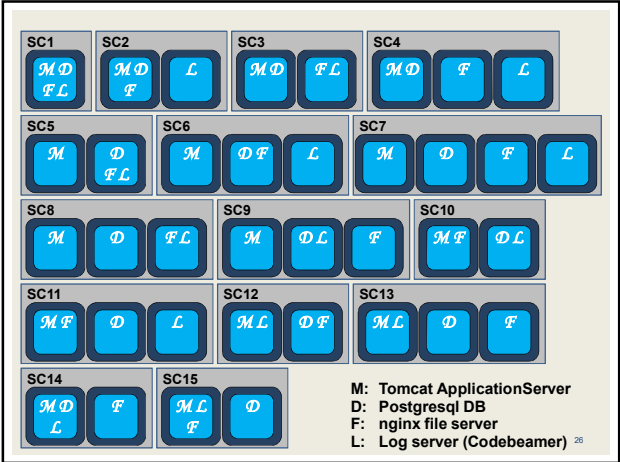 SC1 SC2 SC3 SC4
M D M D L M D F L M D F L
F L F
SC5 SC6 SC7
M D M D F L M D F L
F L
SC8 SC9 SC10
M D F L M D L F M F D L
SC11 SC12 SC13
M F D L M L D F M L D F
SC14 SC15
M D F M L D
L F
M: Tomcat ApplicationServer
D: Postgresql DB
F: nginx file server
L: Log server (Codebeamer) 26